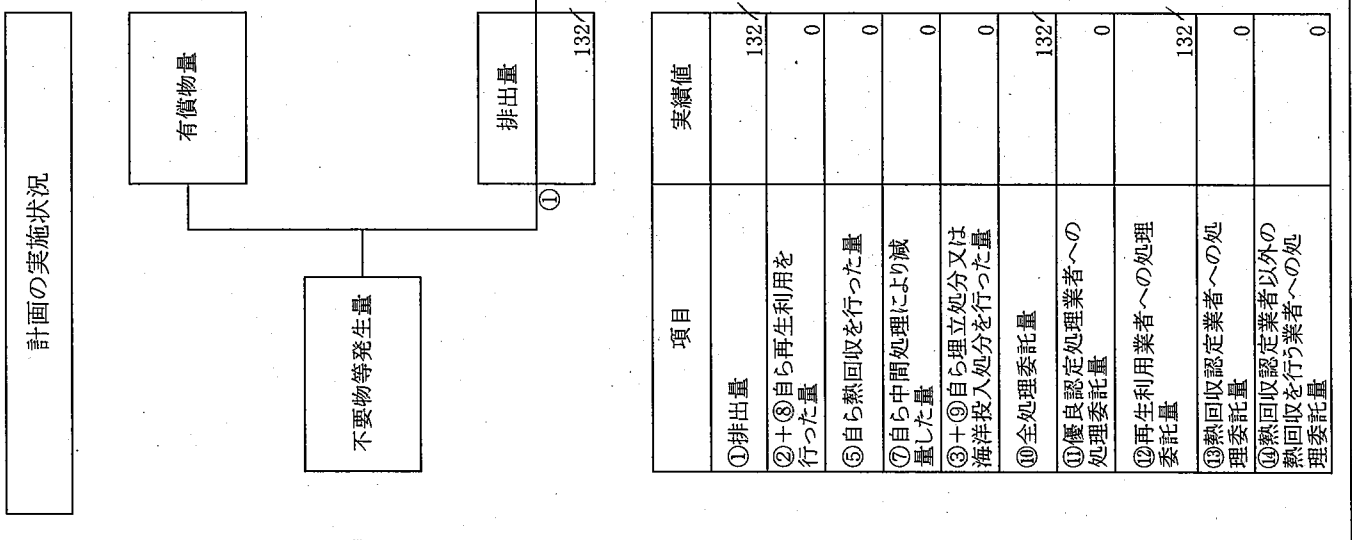 計画の実施状況
不要物等発生量
有償物量
①
排出量
132
項目
実績値
①排出量
132
②+⑧自ら再生利用を
行った量
0
⑤自ら熱回収を行った量
0
⑦自ら中間処理により減
量した量
0
③+⑨自ら埋立処分又は
海洋投入処分を行った量
0
⑩全処理委託量
132
⑪優良認定処理業者への
処理委託量
0
⑫再生利用業者への処理
委託量
132
⑬熱回収認定業者への処
理委託量
0
⑭熱回収認定業者以外の
熱回収を行う業者への処
理委託量
0